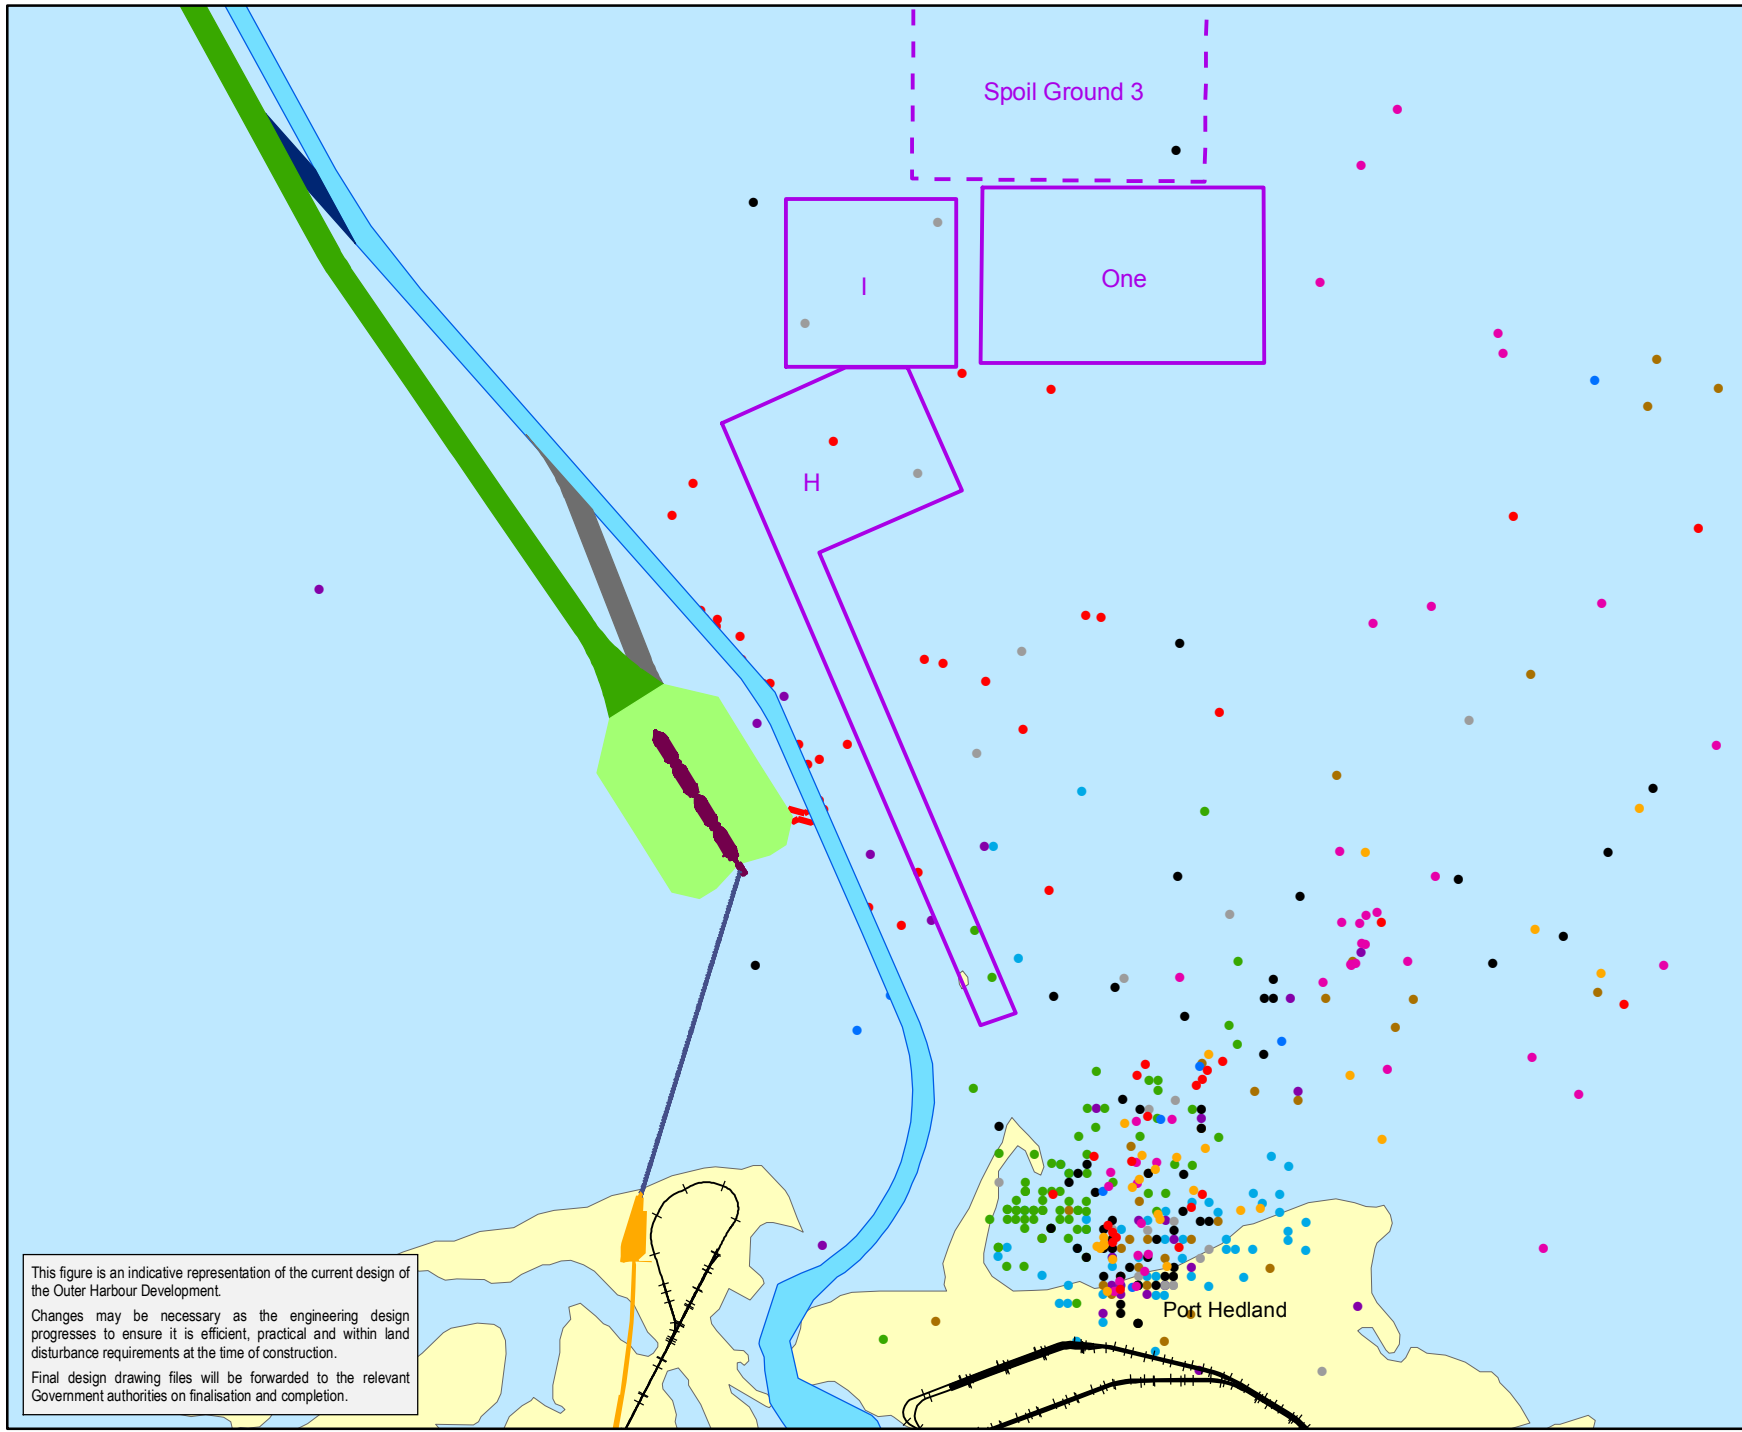 Spoil Ground 3
I
One
H
Port Hedland
This figure is an indicative representation of the current design of
the Outer Harbour Development.
Changes may be necessary as the engineering design
progresses to ensure it is efficient, practical and within land
disturbance requirements at the time of construction.
Final design drawing files will be forwarded to the relevant
Government authorities on finalisation and completion.